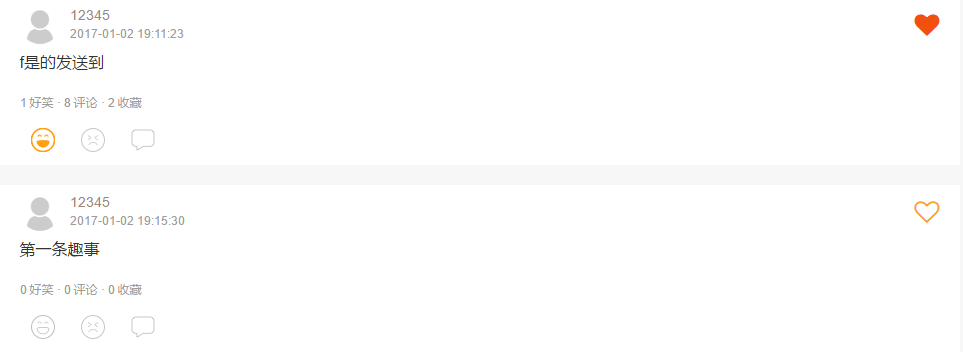 12345
2017-01-02 19:11:23
f是的发送到
1 好笑 · 8 评论 · 2 收藏
12345
2017-01-02 19:15:30
第一条趣事
0 好笑 · 0 评论 · 0 收藏